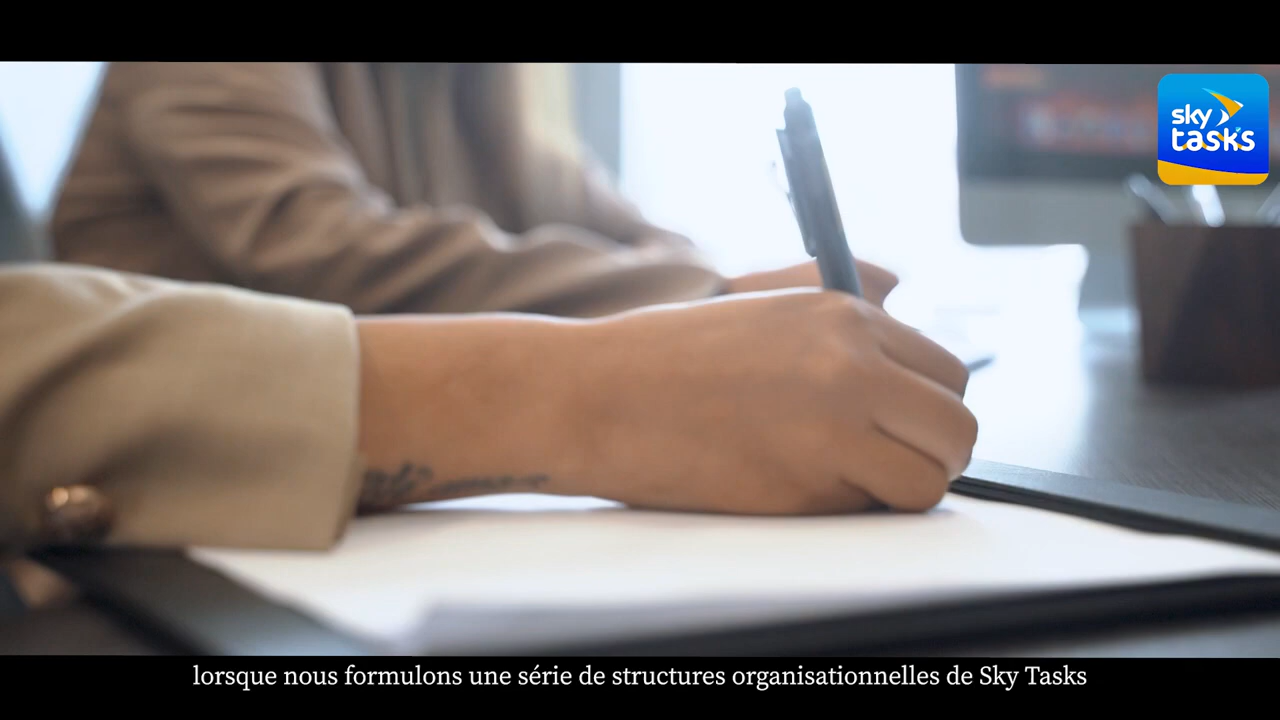 sky
tasks
lorsque nous formulons une série de structures organisationnelles de Sky Tasks